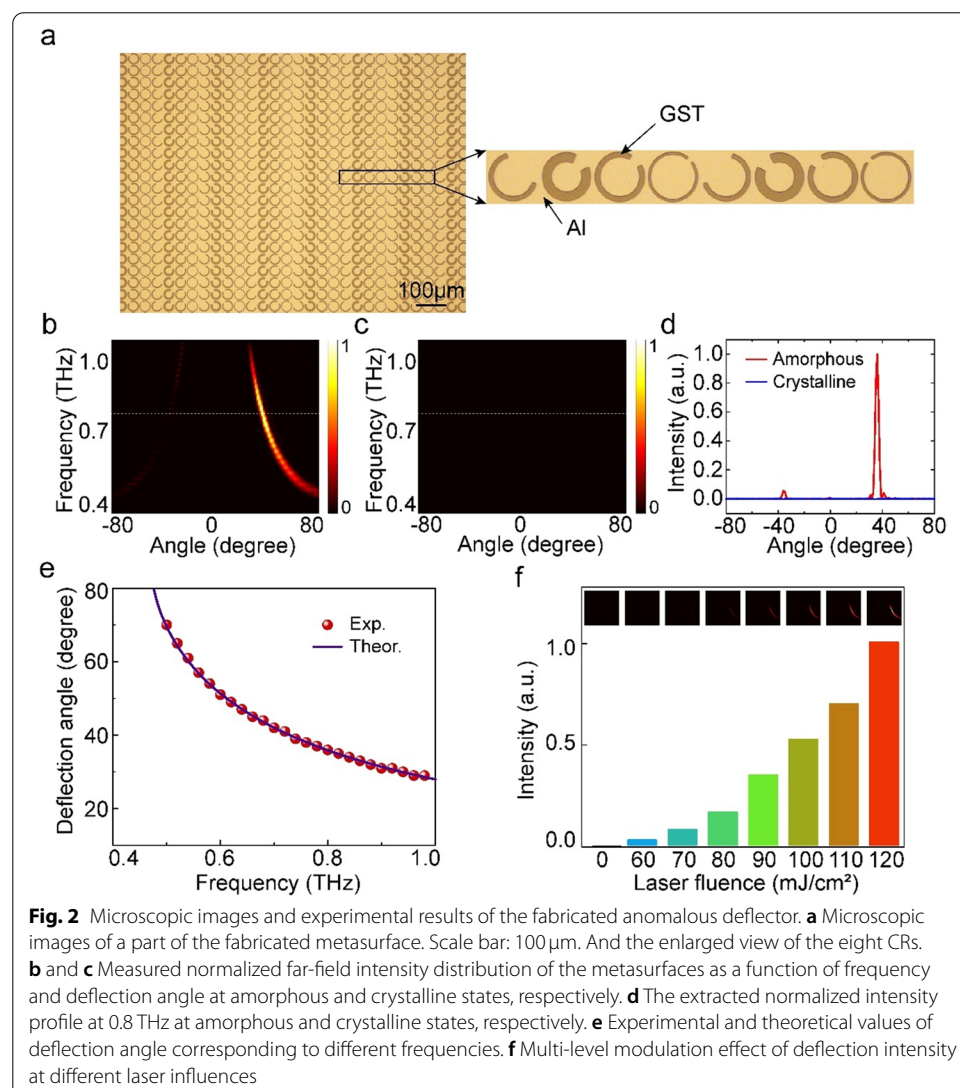 a
GST
Al
100μm
b
c
d
Frequency (THz)
1.0
0.7
0.4
-80
0
80
Angle (degree)
1
0
Frequency (THz)
1.0
0.7
0.4
-80
0
80
Angle (degree)
1
0
Intensity (a.u.)
1.0
0.8
0.6
0.4
0.2
0.0
Amorphous
Crystalline
-80 -40 0 40 80
Angle (degree)
e
Deflection angle (degree)
80
60
40
20
Exp.
Theor.
0.4 0.6 0.8 1.0
Frequency (THz)
f
Intensity (a.u.)
1.0
0.5
0.0
0 60 70 80 90 100 110 120
Laser fluence (mJ/cm²)
Fig. 2 Microscopic images and experimental results of the fabricated anomalous deflector. a Microscopic
images of a part of the fabricated metasurface. Scale bar: 100 μm. And the enlarged view of the eight CRs.
b and c Measured normalized far-field intensity distribution of the metasurfaces as a function of frequency
and deflection angle at amorphous and crystalline states, respectively. d The extracted normalized intensity
profile at 0.8 THz at amorphous and crystalline states, respectively. e Experimental and theoretical values of
deflection angle corresponding to different frequencies. f Multi-level modulation effect of deflection intensity
at different laser influences